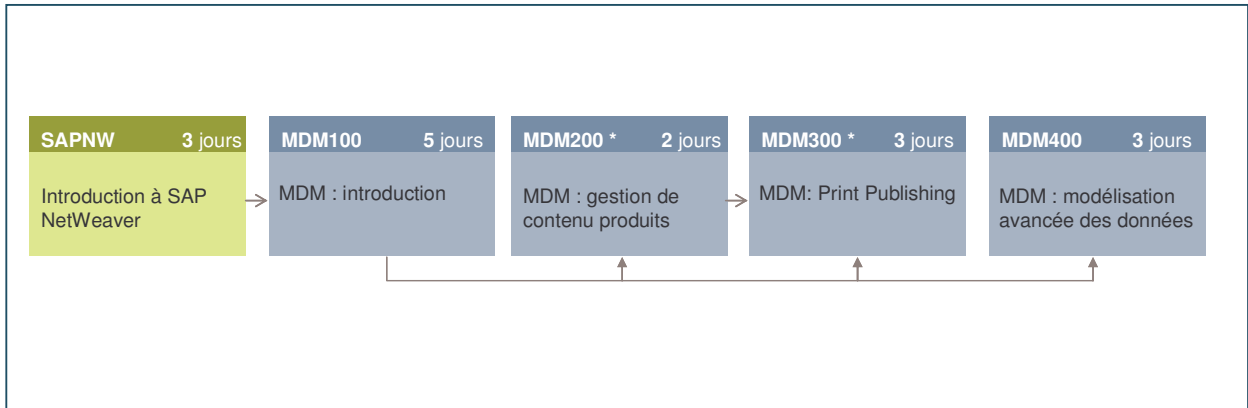 SAPNW 3 jours
Introduction à SAP
NetWeaver
MDM100 5 jours
MDM : introduction
MDM200 * 2 jours
MDM : gestion de
contenu produits
MDM300 * 3 jours
MDM: Print Publishing
MDM400 3 jours
MDM : modélisation
avancée des données